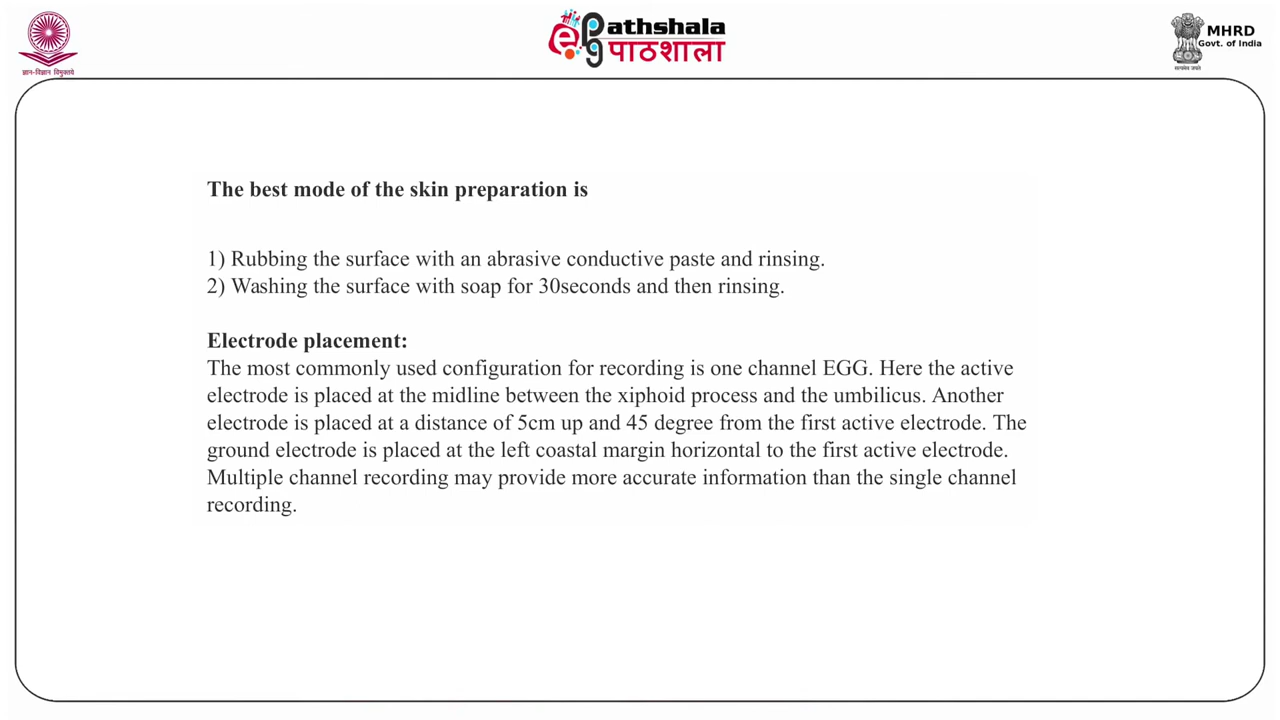 ज्ञान-विज्ञान विमुक्तये
ePG Pathshala
पाठशाला
MHRD
Govt. of India
सत्यमेव जयते
The best mode of the skin preparation is
1) Rubbing the surface with an abrasive conductive paste and rinsing.
2) Washing the surface with soap for 30seconds and then rinsing.
Electrode placement:
The most commonly used configuration for recording is one channel EGG. Here the active
electrode is placed at the midline between the xiphoid process and the umbilicus. Another
electrode is placed at a distance of 5cm up and 45 degree from the first active electrode. The
ground electrode is placed at the left coastal margin horizontal to the first active electrode.
Multiple channel recording may provide more accurate information than the single channel
recording.